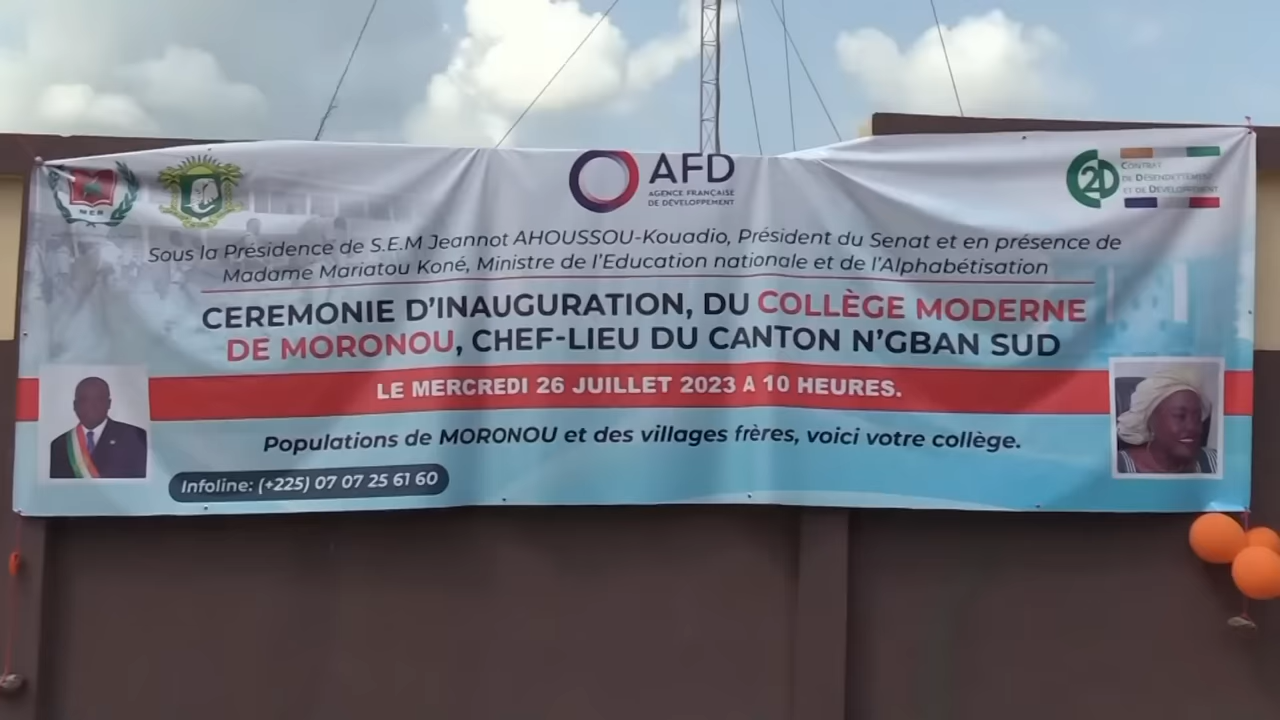 AFD
AGENCE FRANÇAISE
DE DÉVELOPPEMENT
C2D
CONTRAT
DE DÉSENDETTEMENT
ET DE DÉVELOPPEMENT
Sous la Présidence de S.E.M Jeannot AHOUSSOU-Kouadio, Président du Senat et en présence de
Madame Mariatou Koné, Ministre de l'Education nationale et de l'Alphabétisation
CEREMONIE D'INAUGURATION, DU COLLÈGE MODERNE
DE MORONOU, CHEF-LIEU DU CANTON N'GBAN SUD
LE MERCREDI 26 JUILLET 2023 A 10 HEURES.
Populations de MORONOU et des villages frères, voici votre collège.
Infoline: (+225) 07 07 25 61 60